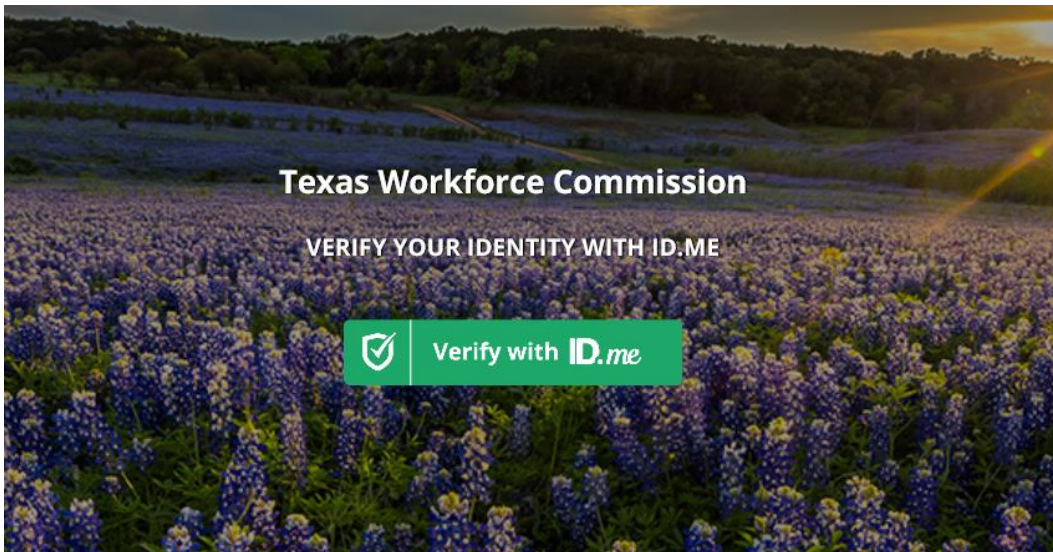 Texas Workforce Commission
VERIFY YOUR IDENTITY WITH ID.ME
Verify with ID.me